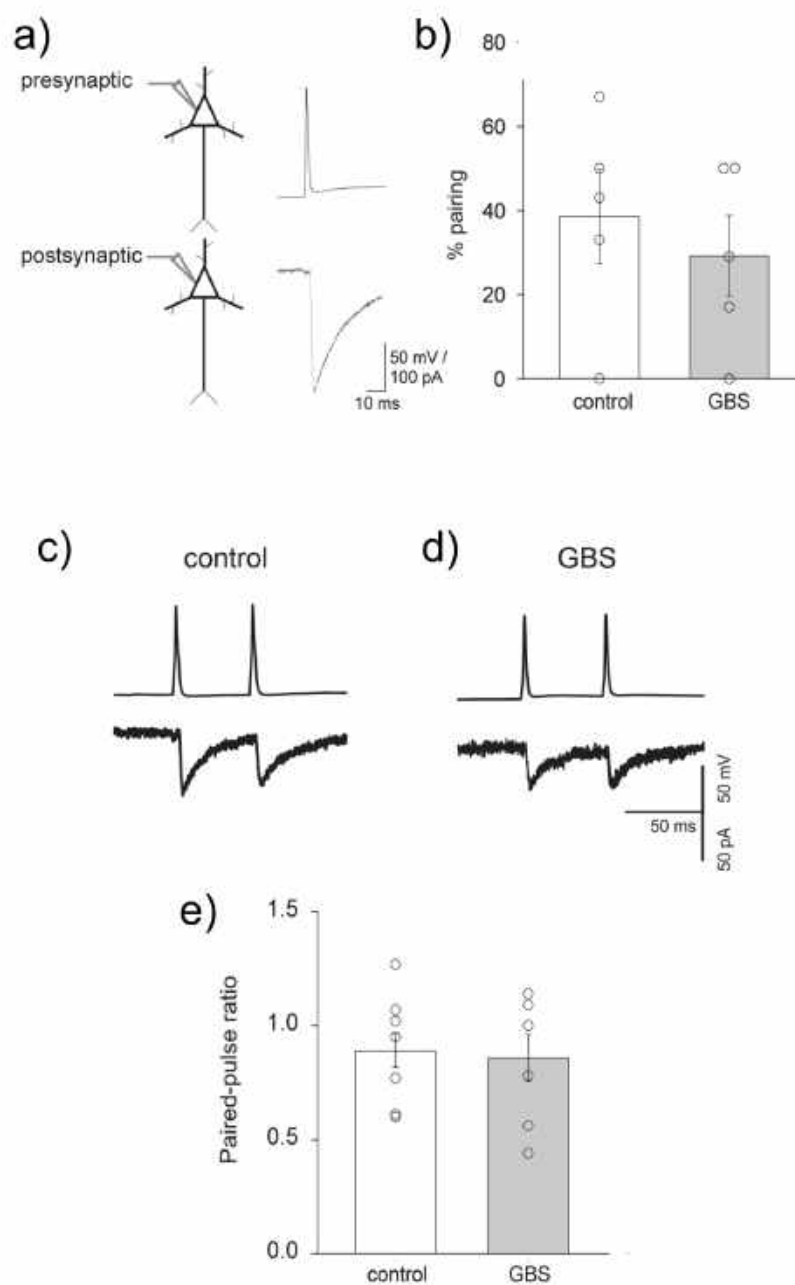 a)
presynaptic
postsynaptic
50 mV /
100 pA
10 ms
b)
80
60
40
20
0
% pairing
control
GBS
c)
control
d)
GBS
50 mV
50 ms
50 pA
e)
1.5
1.0
0.5
0.0
Paired-pulse ratio
control
GBS